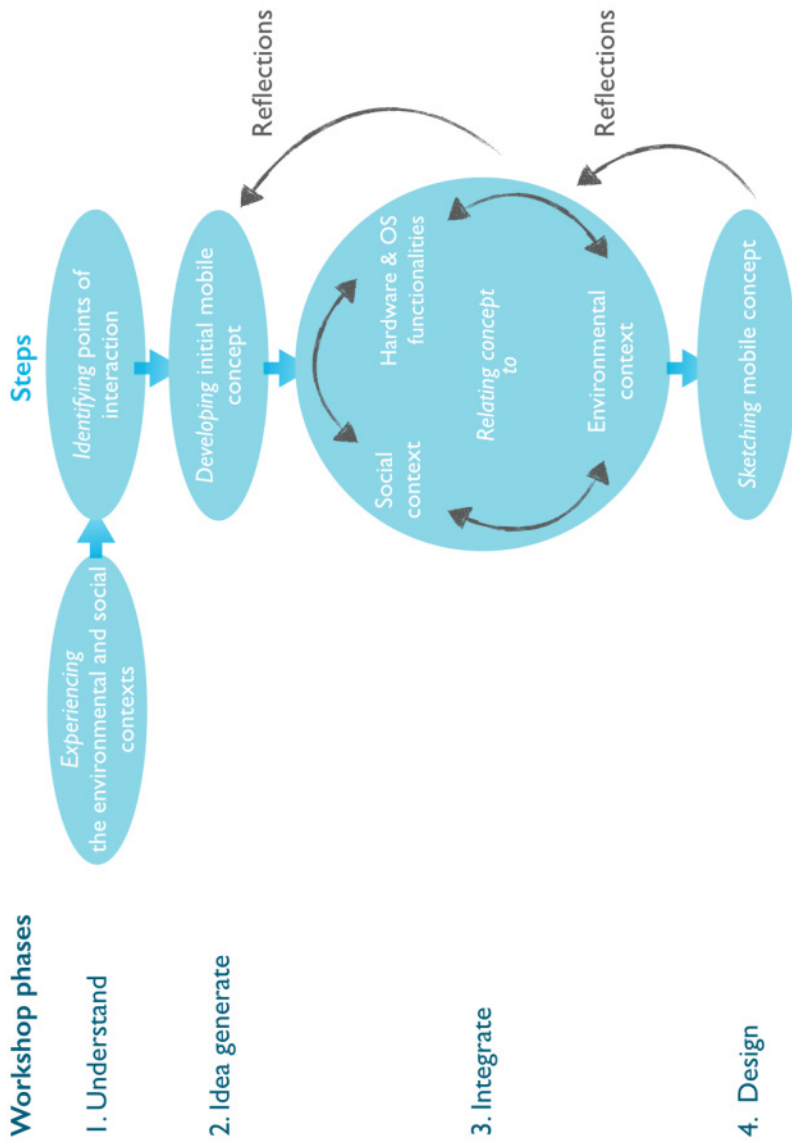 Workshop phases
Steps
1. Understand
Experiencing
the environmental and social
contexts
Identifying points of
interaction
2. Idea generate
Developing initial mobile
concept
Reflections
3. Integrate
Social
context
Hardware & OS
functionalities
Relating concept
to
Environmental
context
Reflections
4. Design
Sketching mobile concept